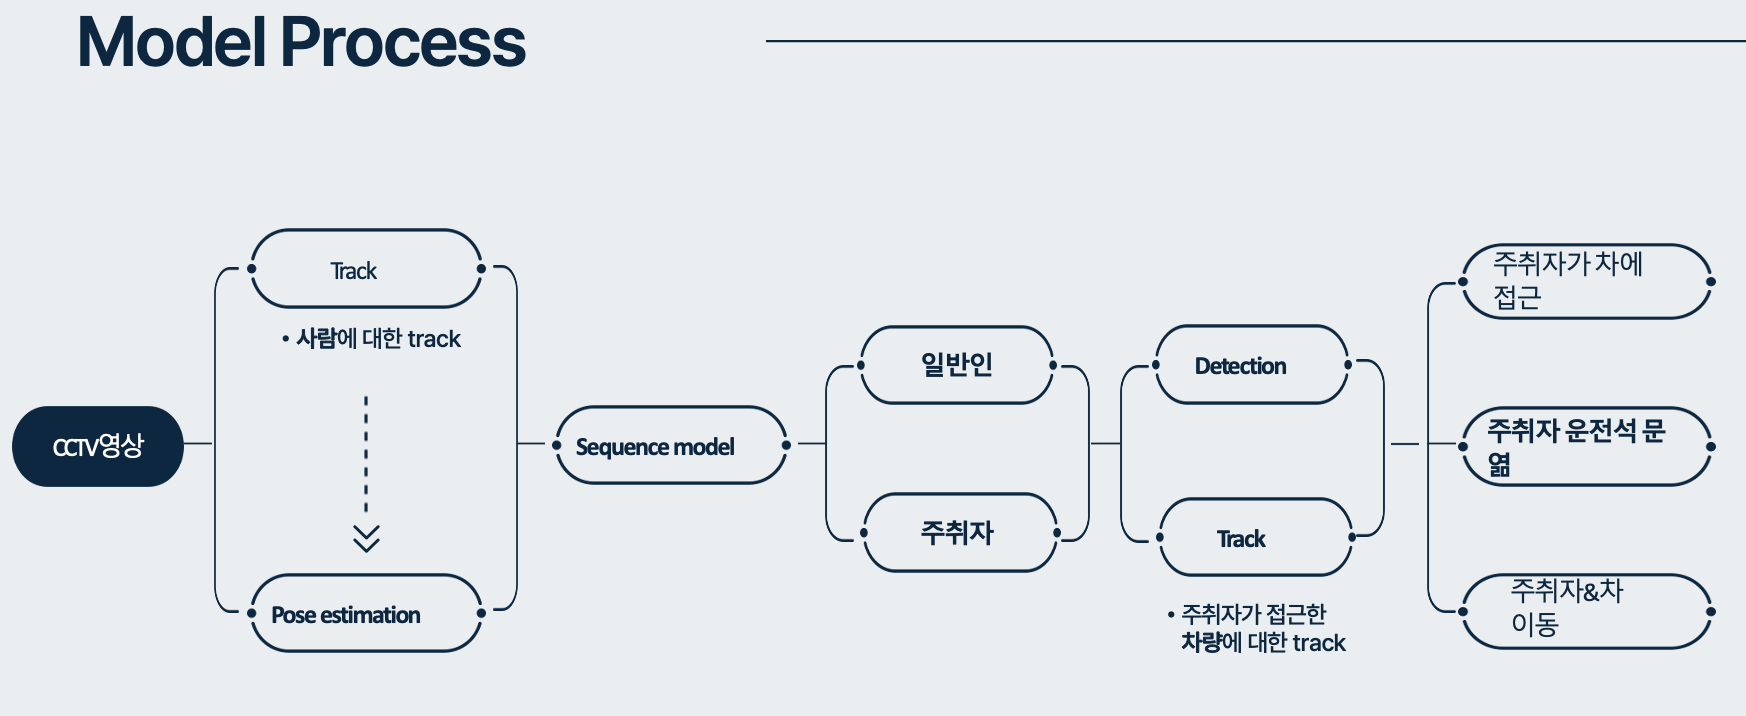 Model Process
CCTV영상
Track
• 사람에 대한 track
Pose estimation
Sequence model
일반인
주취자
Detection
Track
• 주취자가 접근한
차량에 대한 track
주취자가 차에
접근
주취자 운전석 문
엶
주취자&차
이동